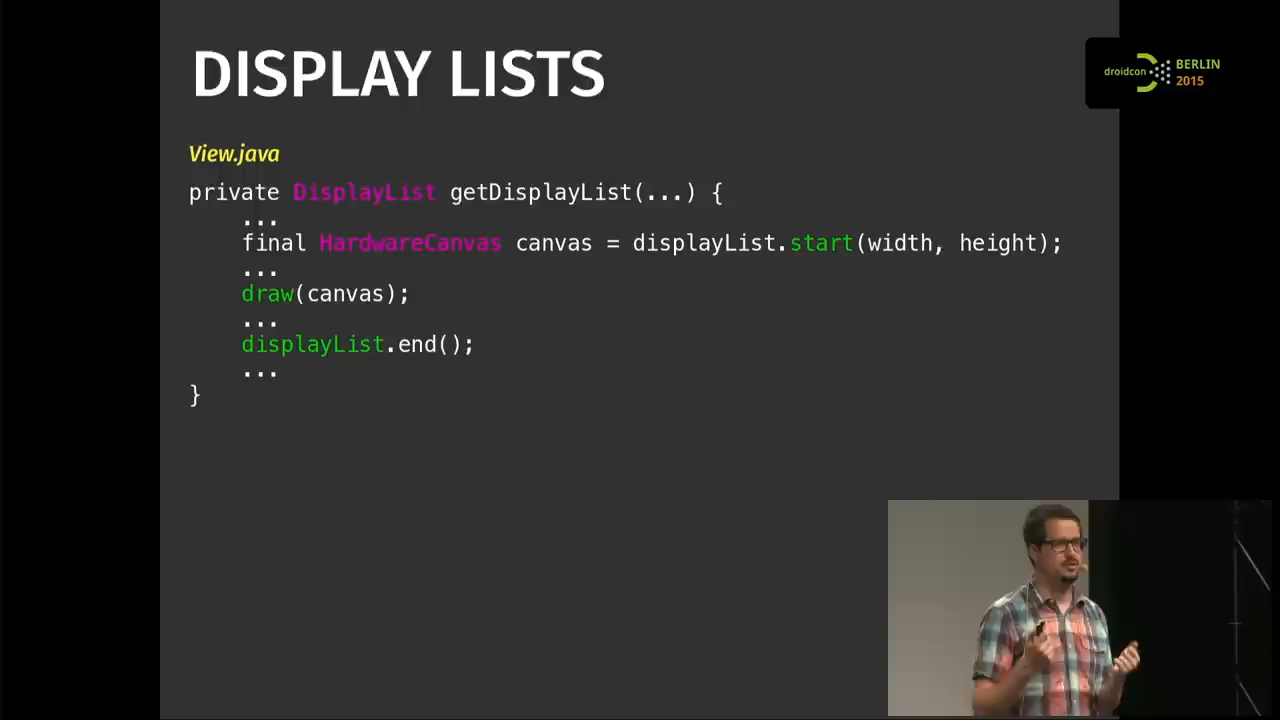 DISPLAY LISTS
droidcon
BERLIN
2015
View.java
private DisplayList getDisplayList(...) {
...
final HardwareCanvas canvas = displayList.start(width, height);
...
draw(canvas);
...
displayList.end();
...
}